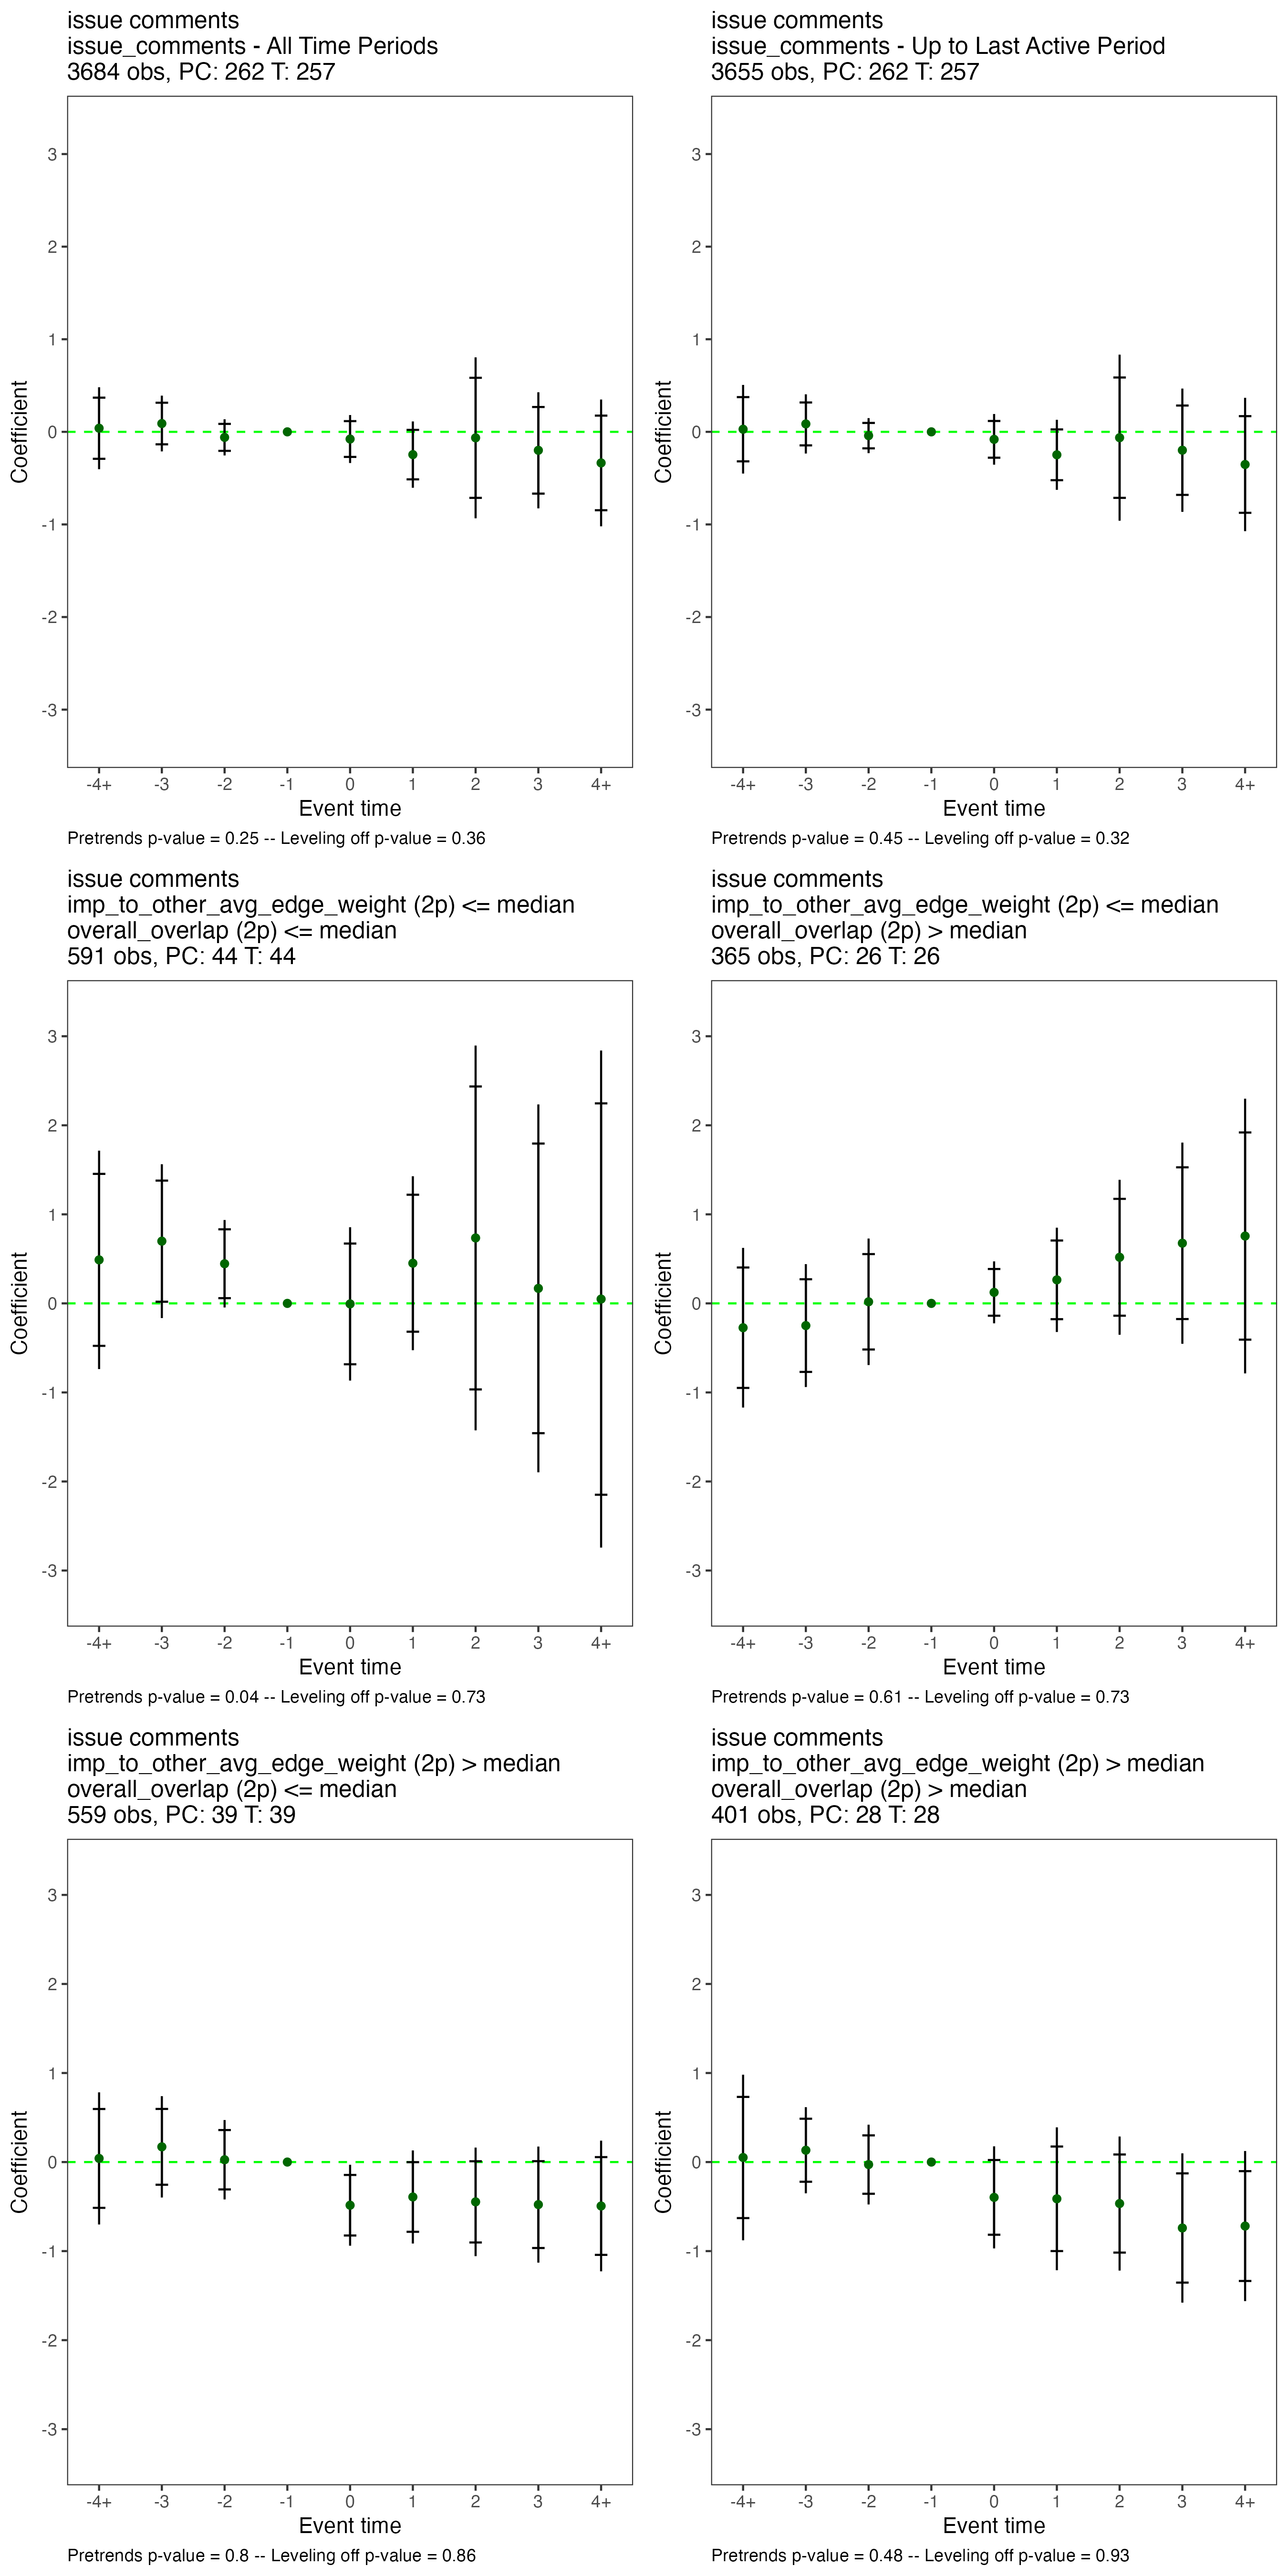 issue comments
issue_comments - All Time Periods
3684 obs, PC: 262 T: 257
3
2
1
0
-1
-2
-3
Coefficient
-4+ -3 -2 -1 0 1 2 3 4+
Event time
Pretrends p-value = 0.25 -- Leveling off p-value = 0.36
issue comments
issue_comments - Up to Last Active Period
3655 obs, PC: 262 T: 257
3
2
1
0
-1
-2
-3
Coefficient
-4+ -3 -2 -1 0 1 2 3 4+
Event time
Pretrends p-value = 0.45 -- Leveling off p-value = 0.32
issue comments
imp_to_other_avg_edge_weight (2p) <= median
overall_overlap (2p) <= median
591 obs, PC: 44 T: 44
3
2
1
0
-1
-2
-3
Coefficient
-4+ -3 -2 -1 0 1 2 3 4+
Event time
Pretrends p-value = 0.04 -- Leveling off p-value = 0.73
issue comments
imp_to_other_avg_edge_weight (2p) <= median
overall_overlap (2p) > median
365 obs, PC: 26 T: 26
3
2
1
0
-1
-2
-3
Coefficient
-4+ -3 -2 -1 0 1 2 3 4+
Event time
Pretrends p-value = 0.61 -- Leveling off p-value = 0.73
issue comments
imp_to_other_avg_edge_weight (2p) > median
overall_overlap (2p) <= median
559 obs, PC: 39 T: 39
3
2
1
0
-1
-2
-3
Coefficient
-4+ -3 -2 -1 0 1 2 3 4+
Event time
Pretrends p-value = 0.8 -- Leveling off p-value = 0.86
issue comments
imp_to_other_avg_edge_weight (2p) > median
overall_overlap (2p) > median
401 obs, PC: 28 T: 28
3
2
1
0
-1
-2
-3
Coefficient
-4+ -3 -2 -1 0 1 2 3 4+
Event time
Pretrends p-value = 0.48 -- Leveling off p-value = 0.93